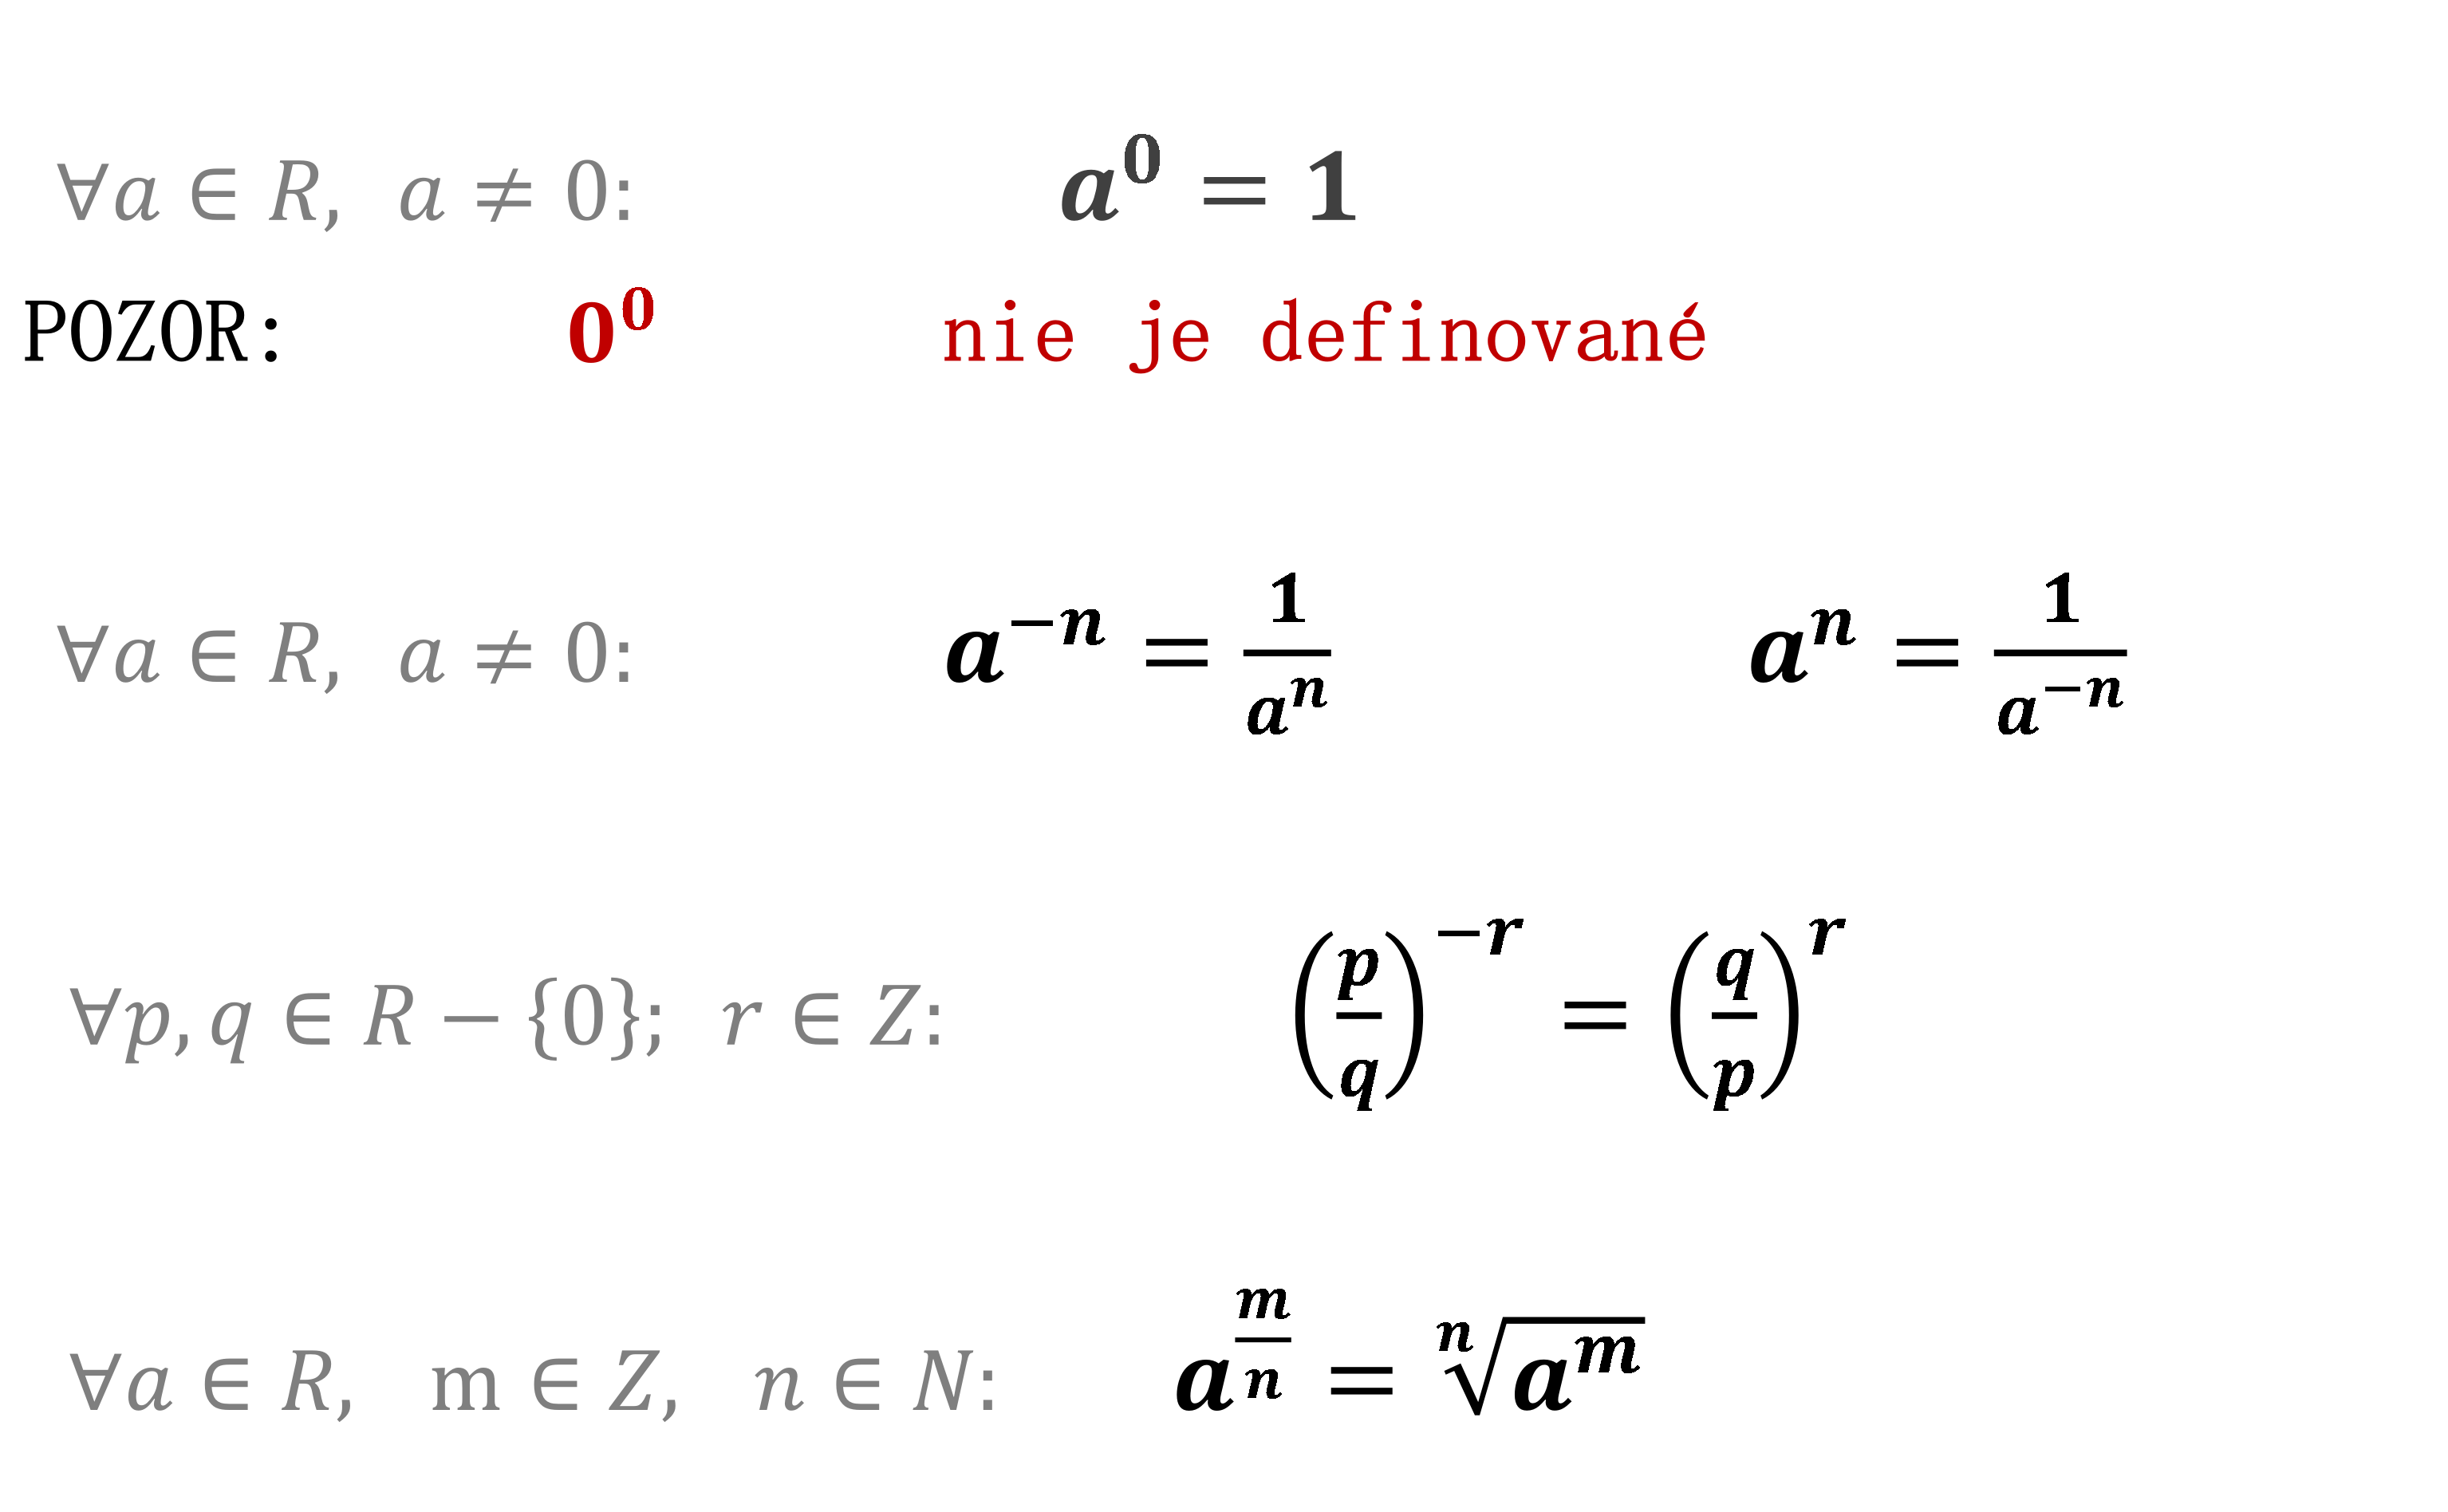 ∀a ∈ R, a ≠ 0: a⁰ = 1
POZOR: 0⁰ nie je definované
∀a ∈ R, a ≠ 0: a⁻ⁿ = 1/aⁿ aⁿ = 1/a⁻ⁿ
∀p, q ∈ R − {0}; r ∈ Z: (p/q)⁻ʳ = (q/p)ʳ
∀a ∈ R, m ∈ Z, n ∈ N: a^(m/n) = ⁿ√(aᵐ)